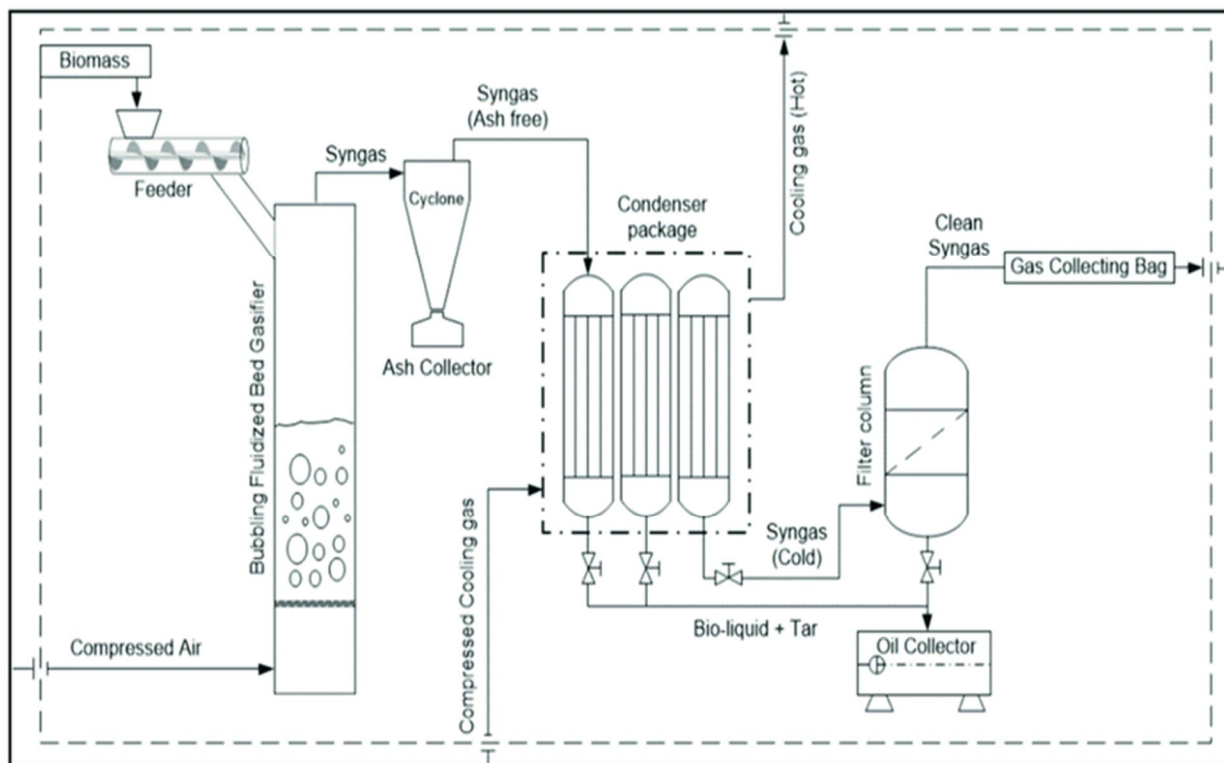 Biomass
Feeder
Syngas
Cyclone
Ash Collector
Syngas
(Ash free)
Bubbling Fluidized Bed Gasifier
Compressed Air
Condenser
package
Cooling gas (Hot)
Compressed Cooling gas
Syngas
(Cold)
Bio-liquid + Tar
Filter column
Clean
Syngas
Gas Collecting Bag
Oil Collector